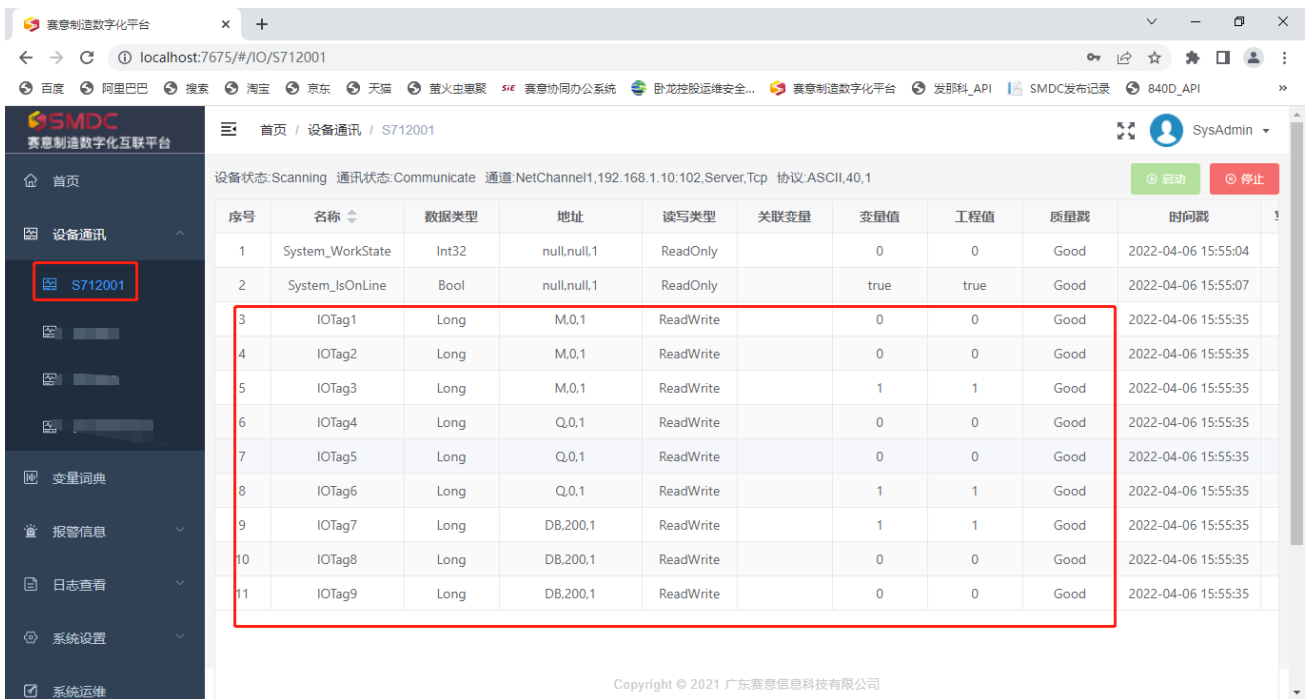 赛意制造数字化平台
localhost:7675/#/IO/S712001
百度 阿里巴巴 搜索 淘宝 京东 天猫 萤火虫惠聚 SiE 赛意协同办公系统 卧龙控股运维安全... 赛意制造数字化平台 发那科_API SMDC发布记录 840D_API »
SMDC
赛意制造数字化互联平台
首页 / 设备通讯 / S712001
SysAdmin
首页
设备通讯
S712001
变量词典
报警信息
日志查看
系统设置
系统运维
设备状态:Scanning 通讯状态:Communicate 通道:NetChannel1,192.168.1.10:102,Server,Tcp 协议:ASCII,40,1
启动 停止
序号 名称 数据类型 地址 读写类型 关联变量 变量值 工程值 质量戳 时间戳
1 System_WorkState Int32 null,null,1 ReadOnly 0 0 Good 2022-04-06 15:55:04
2 System_IsOnLine Bool null,null,1 ReadOnly true true Good 2022-04-06 15:55:07
3 IOTag1 Long M,0,1 ReadWrite 0 0 Good 2022-04-06 15:55:35
4 IOTag2 Long M,0,1 ReadWrite 0 0 Good 2022-04-06 15:55:35
5 IOTag3 Long M,0,1 ReadWrite 1 1 Good 2022-04-06 15:55:35
6 IOTag4 Long Q,0,1 ReadWrite 0 0 Good 2022-04-06 15:55:35
7 IOTag5 Long Q,0,1 ReadWrite 0 0 Good 2022-04-06 15:55:35
8 IOTag6 Long Q,0,1 ReadWrite 1 1 Good 2022-04-06 15:55:35
9 IOTag7 Long DB,200,1 ReadWrite 1 1 Good 2022-04-06 15:55:35
10 IOTag8 Long DB,200,1 ReadWrite 0 0 Good 2022-04-06 15:55:35
11 IOTag9 Long DB,200,1 ReadWrite 0 0 Good 2022-04-06 15:55:35
Copyright © 2021 广东赛意信息科技有限公司